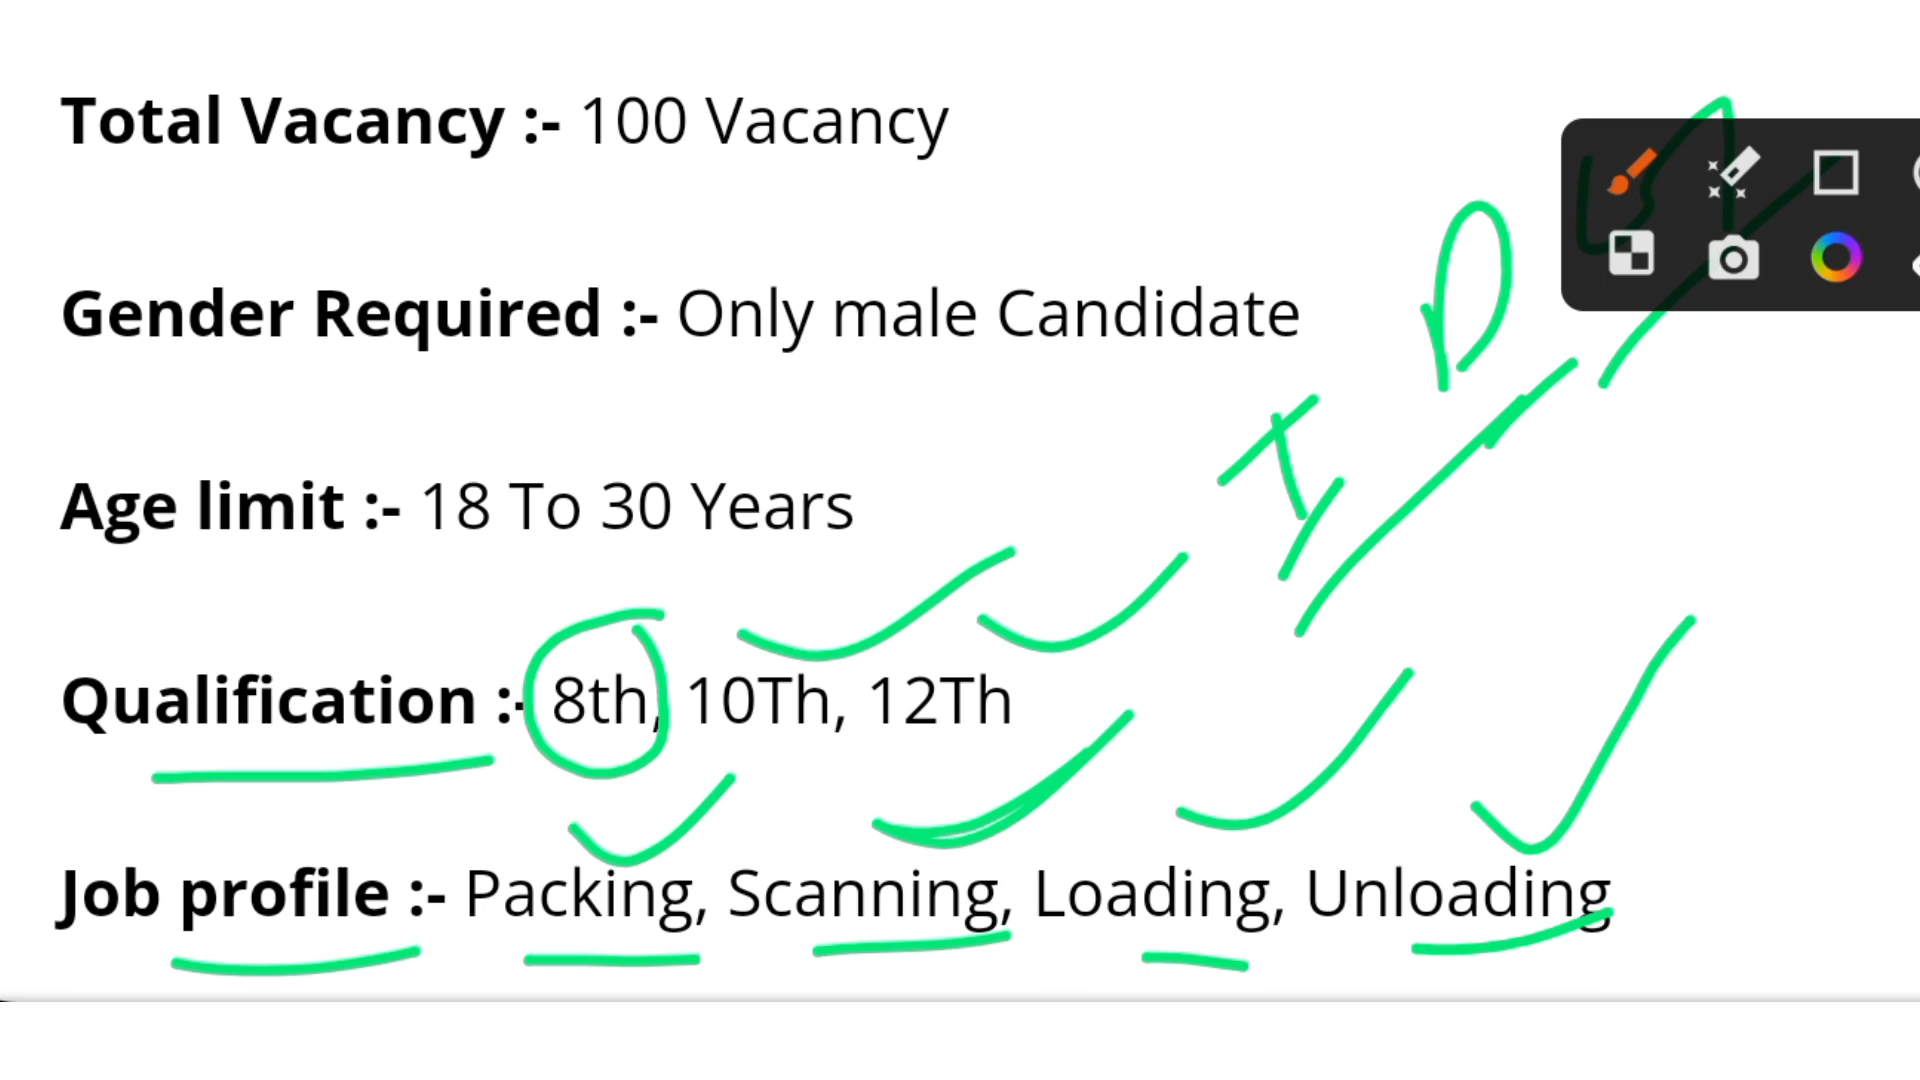 Total Vacancy :- 100 Vacancy
Gender Required :- Only male Candidate
Age limit :- 18 To 30 Years
Qualification :- 8th, 10Th, 12Th
Job profile :- Packing, Scanning, Loading, Unloading